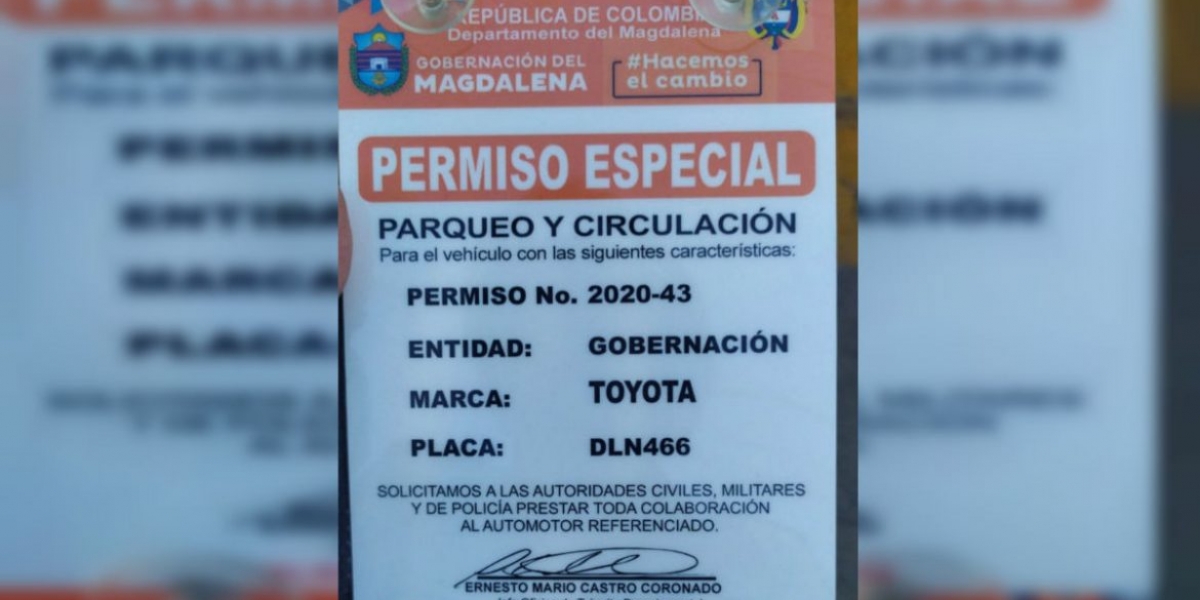 REPÚBLICA DE COLOMBIA
Departamento del Magdalena
GOBERNACIÓN DEL
MAGDALENA
#Hacemos
el cambio
PERMISO ESPECIAL
PARQUEO Y CIRCULACIÓN
Para el vehículo con las siguientes características:
PERMISO No. 2020-43
ENTIDAD: GOBERNACIÓN
MARCA: TOYOTA
PLACA: DLN466
SOLICITAMOS A LAS AUTORIDADES CIVILES, MILITARES
Y DE POLICÍA PRESTAR TODA COLABORACIÓN
AL AUTOMOTOR REFERENCIADO.
ERNESTO MARIO CASTRO CORONADO